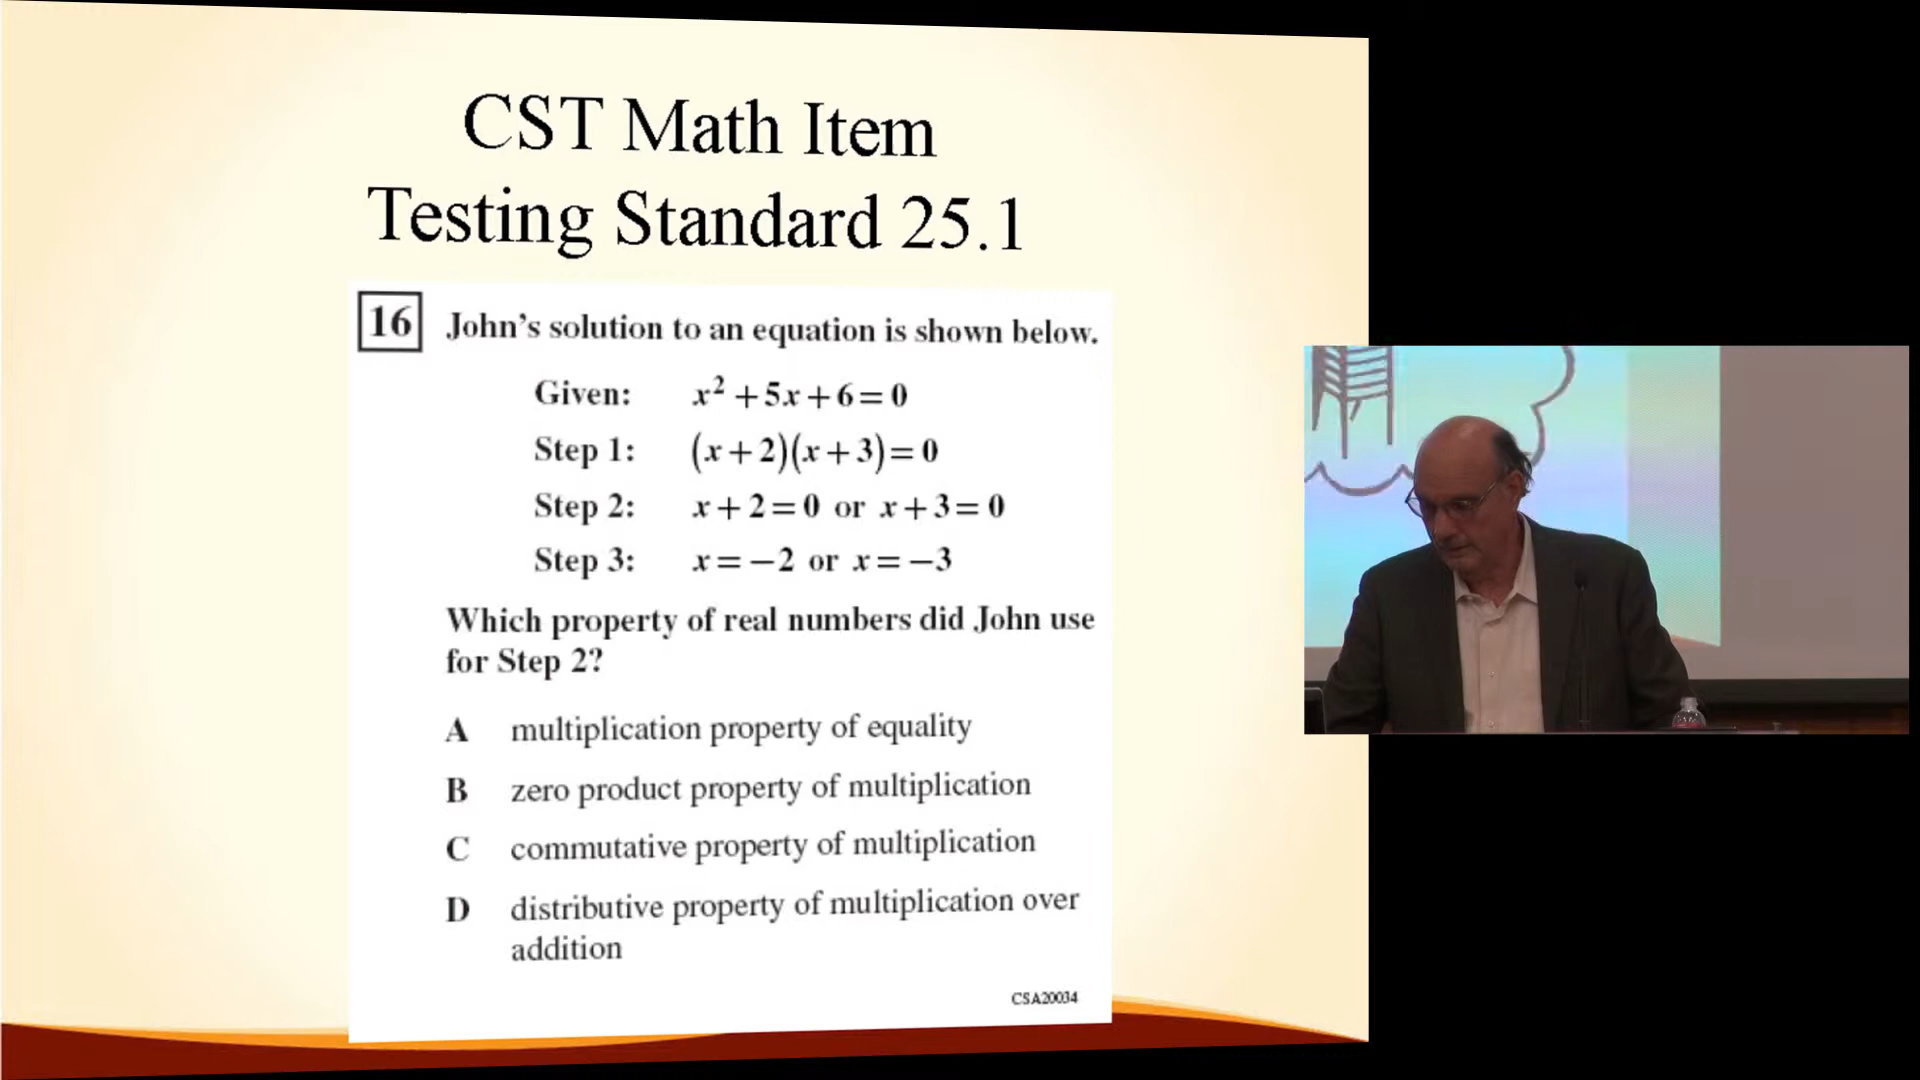 CST Math Item
Testing Standard 25.1
16 John's solution to an equation is shown below.
Given: x² + 5x + 6 = 0
Step 1: (x + 2)(x + 3) = 0
Step 2: x + 2 = 0 or x + 3 = 0
Step 3: x = −2 or x = −3
Which property of real numbers did John use
for Step 2?
A multiplication property of equality
B zero product property of multiplication
C commutative property of multiplication
D distributive property of multiplication over
addition
CSA20034